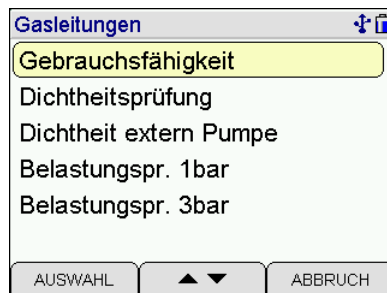 Gasleitungen
Gebrauchsfähigkeit
Dichtheitsprüfung
Dichtheit extern Pumpe
Belastungspr. 1bar
Belastungspr. 3bar
AUSWAHL ▲ ▼ ABBRUCH